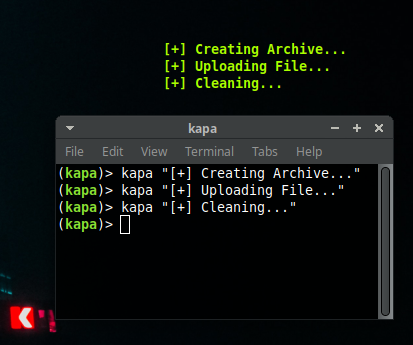 [+] Creating Archive...
[+] Uploading File...
[+] Cleaning...
kapa
File Edit View Terminal Tabs Help
(kapa)> kapa "[+] Creating Archive..."
(kapa)> kapa "[+] Uploading File..."
(kapa)> kapa "[+] Cleaning..."
(kapa)>